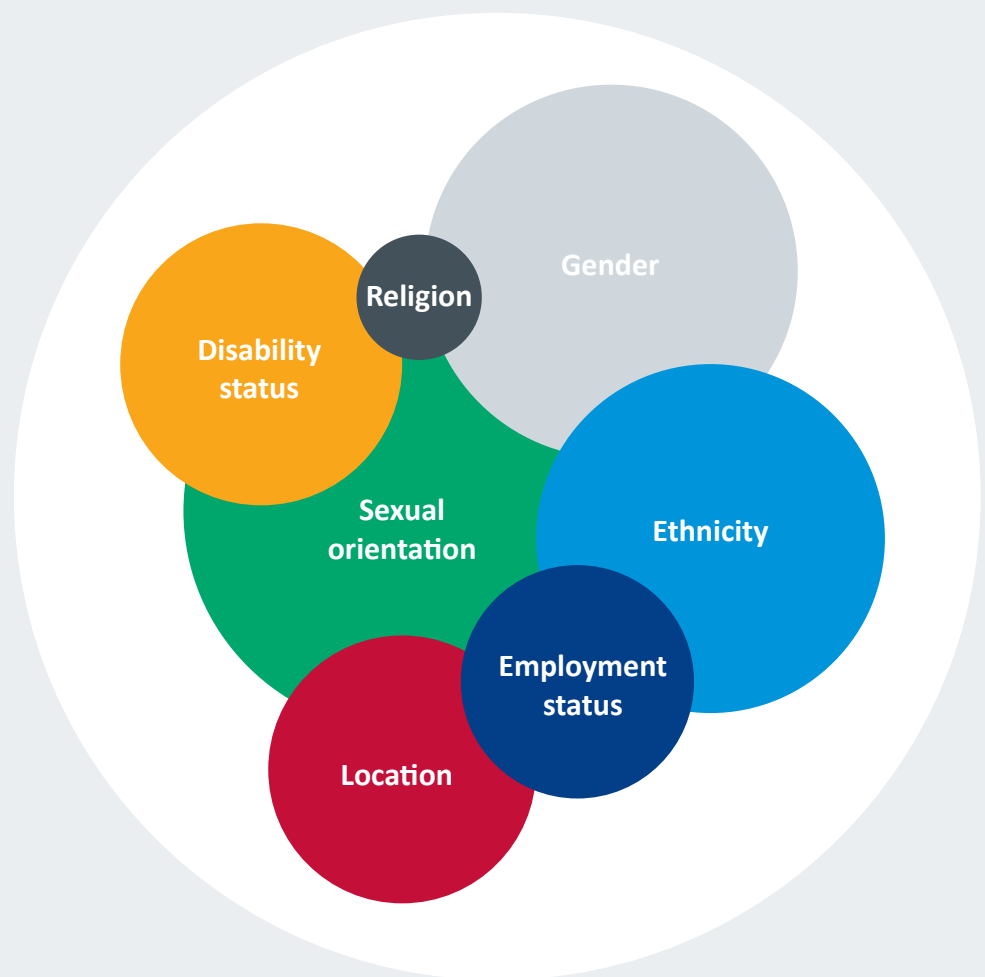 Gender
Religion
Disability
status
Sexual
orientation
Ethnicity
Employment
status
Location